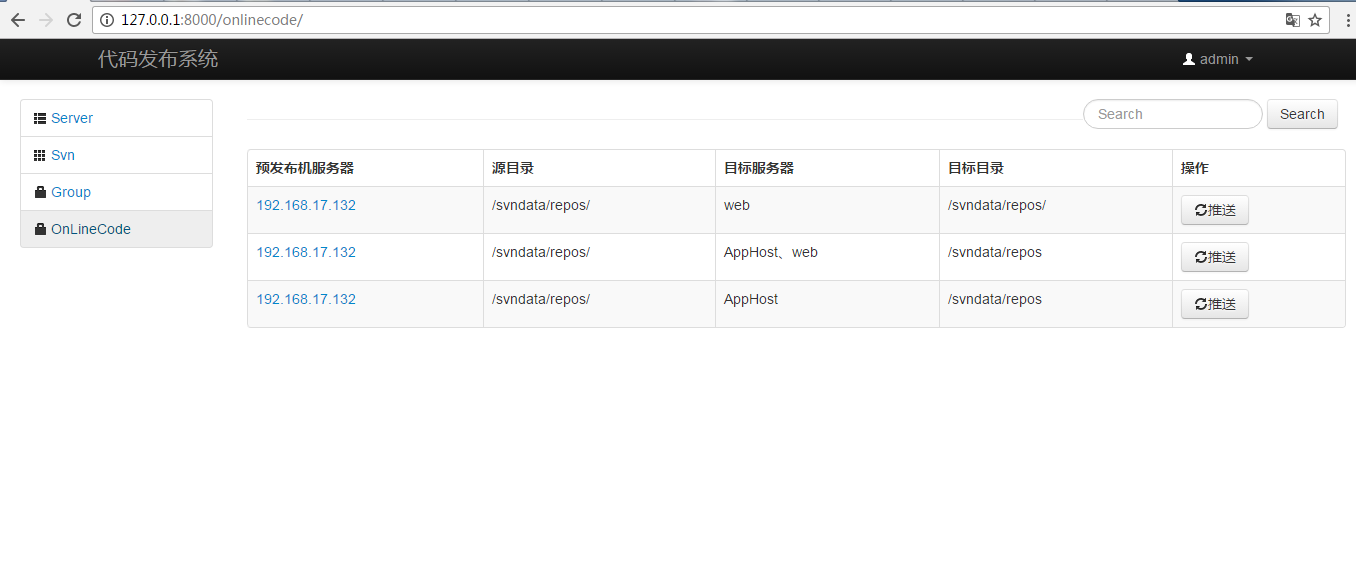 127.0.0.1:8000/onlinecode/
代码发布系统
admin
Server
Svn
Group
OnLineCode
Search
Search
预发布机服务器 源目录 目标服务器 目标目录 操作
192.168.17.132 /svndata/repos/ web /svndata/repos/ 推送
192.168.17.132 /svndata/repos/ AppHost、web /svndata/repos 推送
192.168.17.132 /svndata/repos/ AppHost /svndata/repos 推送